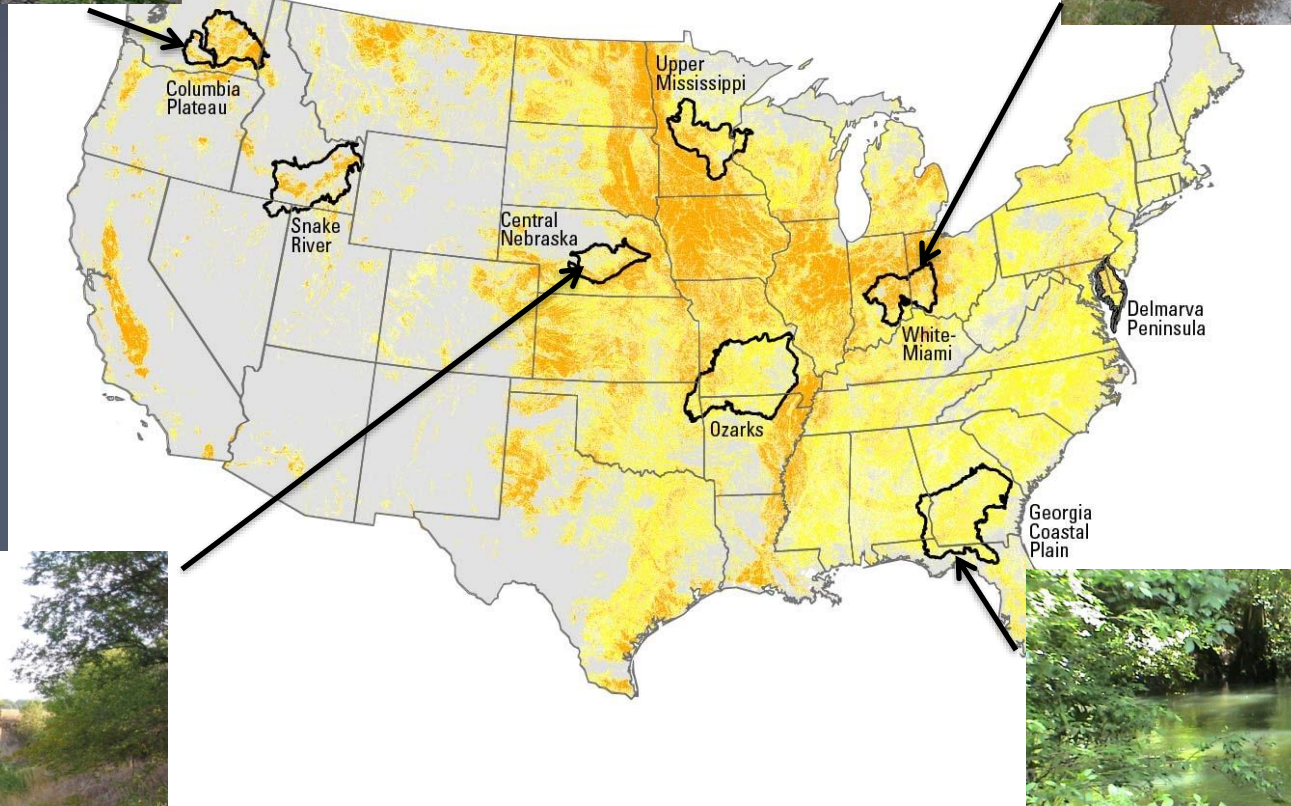 Upper
Mississippi
Columbia
Plateau
Snake
River
Central
Nebraska
Delmarva
Peninsula
White-
Miami
Ozarks
Georgia
Coastal
Plain